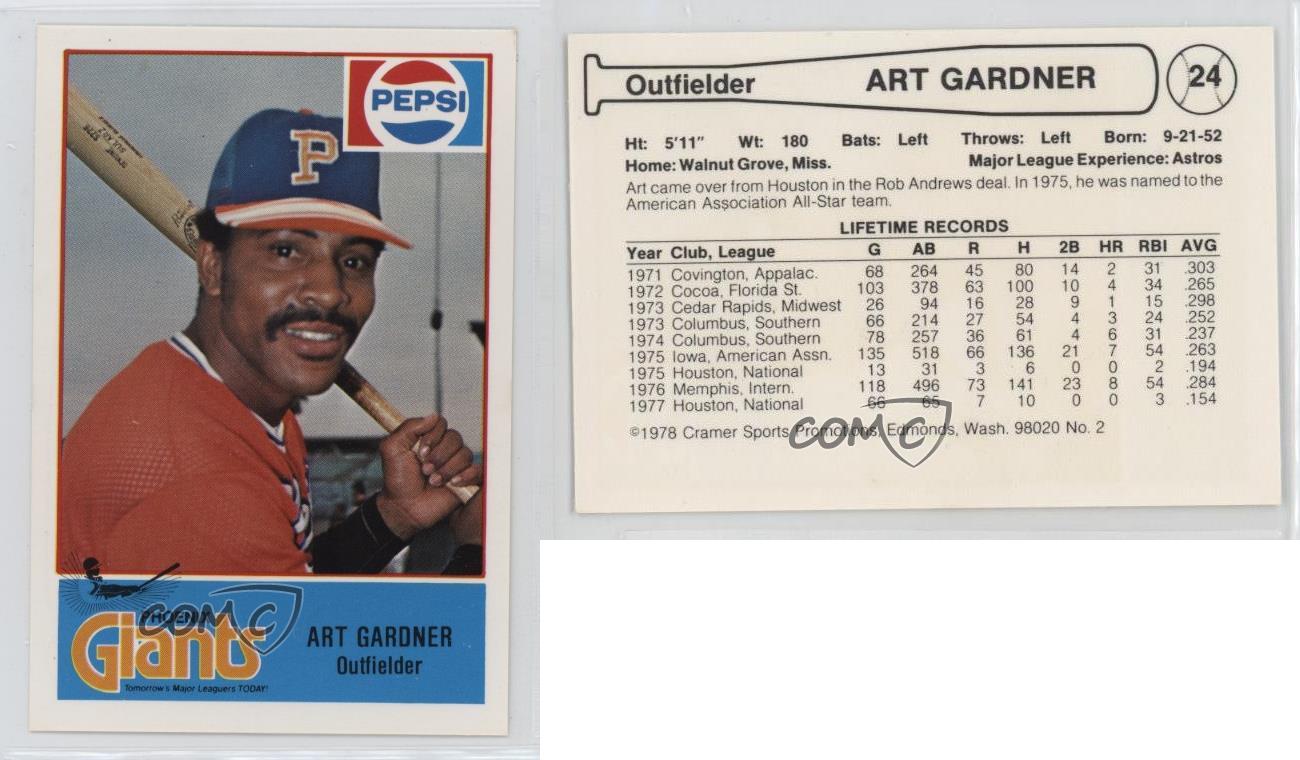 PEPSI
P
PHOENIX
Giants
Tomorrow's Major Leaguers TODAY!
ART GARDNER
Outfielder
COMC
Outfielder ART GARDNER 24
Ht: 5'11" Wt: 180 Bats: Left Throws: Left Born: 9-21-52
Home: Walnut Grove, Miss. Major League Experience: Astros
Art came over from Houston in the Rob Andrews deal. In 1975, he was named to the
American Association All-Star team.
LIFETIME RECORDS
Year Club, League G AB R H 2B HR RBI AVG
1971 Covington, Appalac. 68 264 45 80 14 2 31 .303
1972 Cocoa, Florida St. 103 378 63 100 10 4 34 .265
1973 Cedar Rapids, Midwest 26 94 16 28 9 1 15 .298
1973 Columbus, Southern 66 214 27 54 4 3 24 .252
1974 Columbus, Southern 78 257 36 61 4 6 31 .237
1975 Iowa, American Assn. 135 518 66 136 21 7 54 .263
1975 Houston, National 13 31 3 6 0 0 2 .194
1976 Memphis, Intern. 118 496 73 141 23 8 54 .284
1977 Houston, National 66 65 7 10 0 0 3 .154
©1978 Cramer Sports Promotions, Edmonds, Wash. 98020 No. 2
COMC